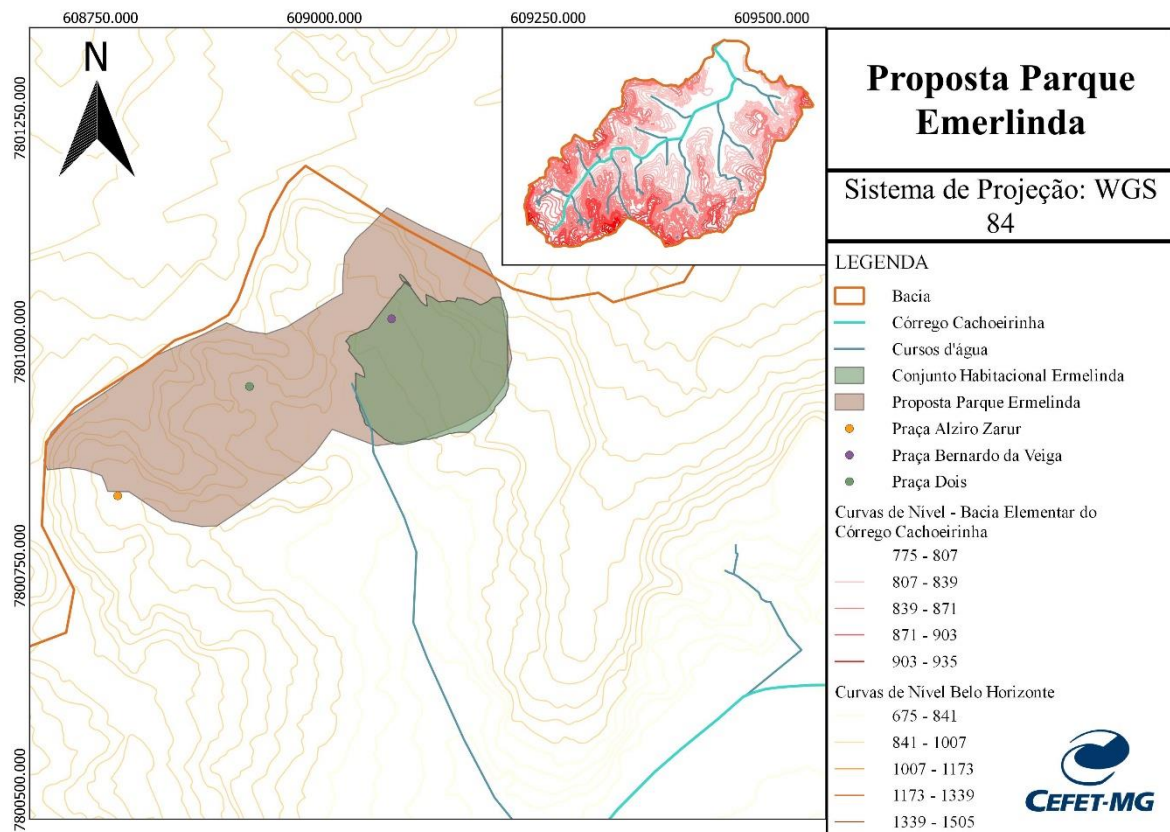 608750.000
609000.000
609250.000
609500.000
7801250.000
7801000.000
7800750.000
7800500.000
N
Proposta Parque
Emerlinda
Sistema de Projeção: WGS
84
LEGENDA
Bacia
Córrego Cachoeirinha
Cursos d'água
Conjunto Habitacional Ermelinda
Proposta Parque Ermelinda
Praça Alziro Zarur
Praça Bernardo da Veiga
Praça Dois
Curvas de Nível - Bacia Elementar do
Córrego Cachoeirinha
775 - 807
807 - 839
839 - 871
871 - 903
903 - 935
Curvas de Nível Belo Horizonte
675 - 841
841 - 1007
1007 - 1173
1173 - 1339
1339 - 1505
CEFET-MG